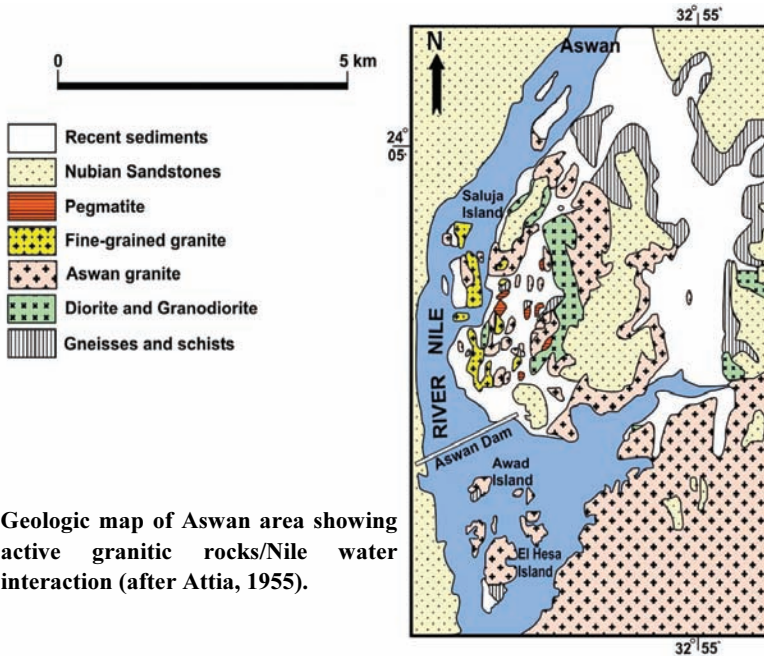 0 5 km
Recent sediments
Nubian Sandstones
Pegmatite
Fine-grained granite
Aswan granite
Diorite and Granodiorite
Gneisses and schists
Geologic map of Aswan area showing
active granitic rocks/Nile water
interaction (after Attia, 1955).
32° 55'
N
Aswan
24°
05'
Saluja
Island
RIVER NILE
Aswan Dam
Awad
Island
El Hesa
Island
32° 55'